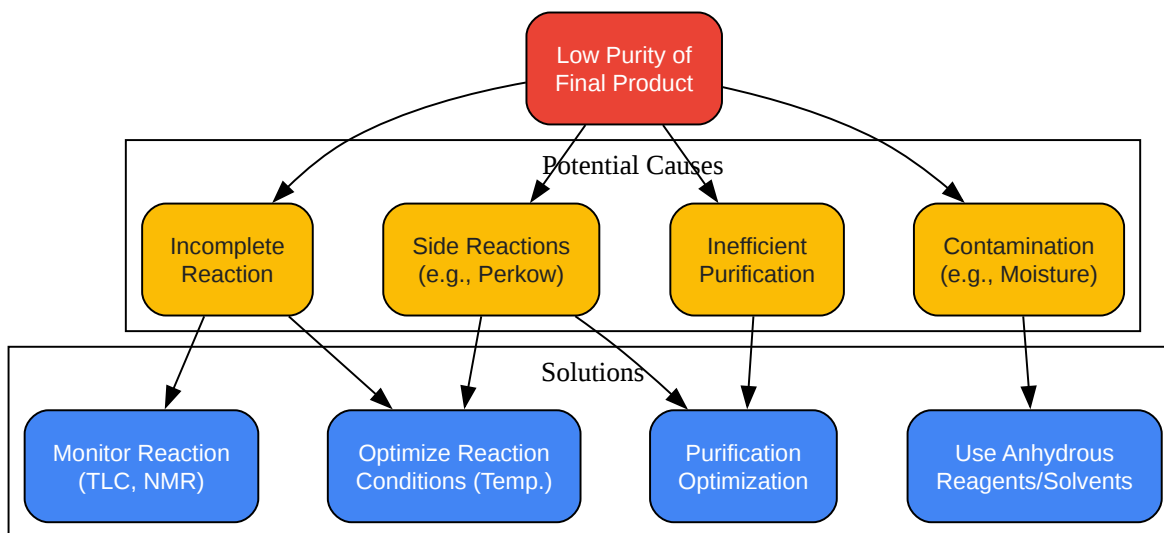 Low Purity of
Final Product
Potential Causes
Incomplete
Reaction
Side Reactions
(e.g., Perkow)
Inefficient
Purification
Contamination
(e.g., Moisture)
Solutions
Monitor Reaction
(TLC, NMR)
Optimize Reaction
Conditions (Temp.)
Purification
Optimization
Use Anhydrous
Reagents/Solvents